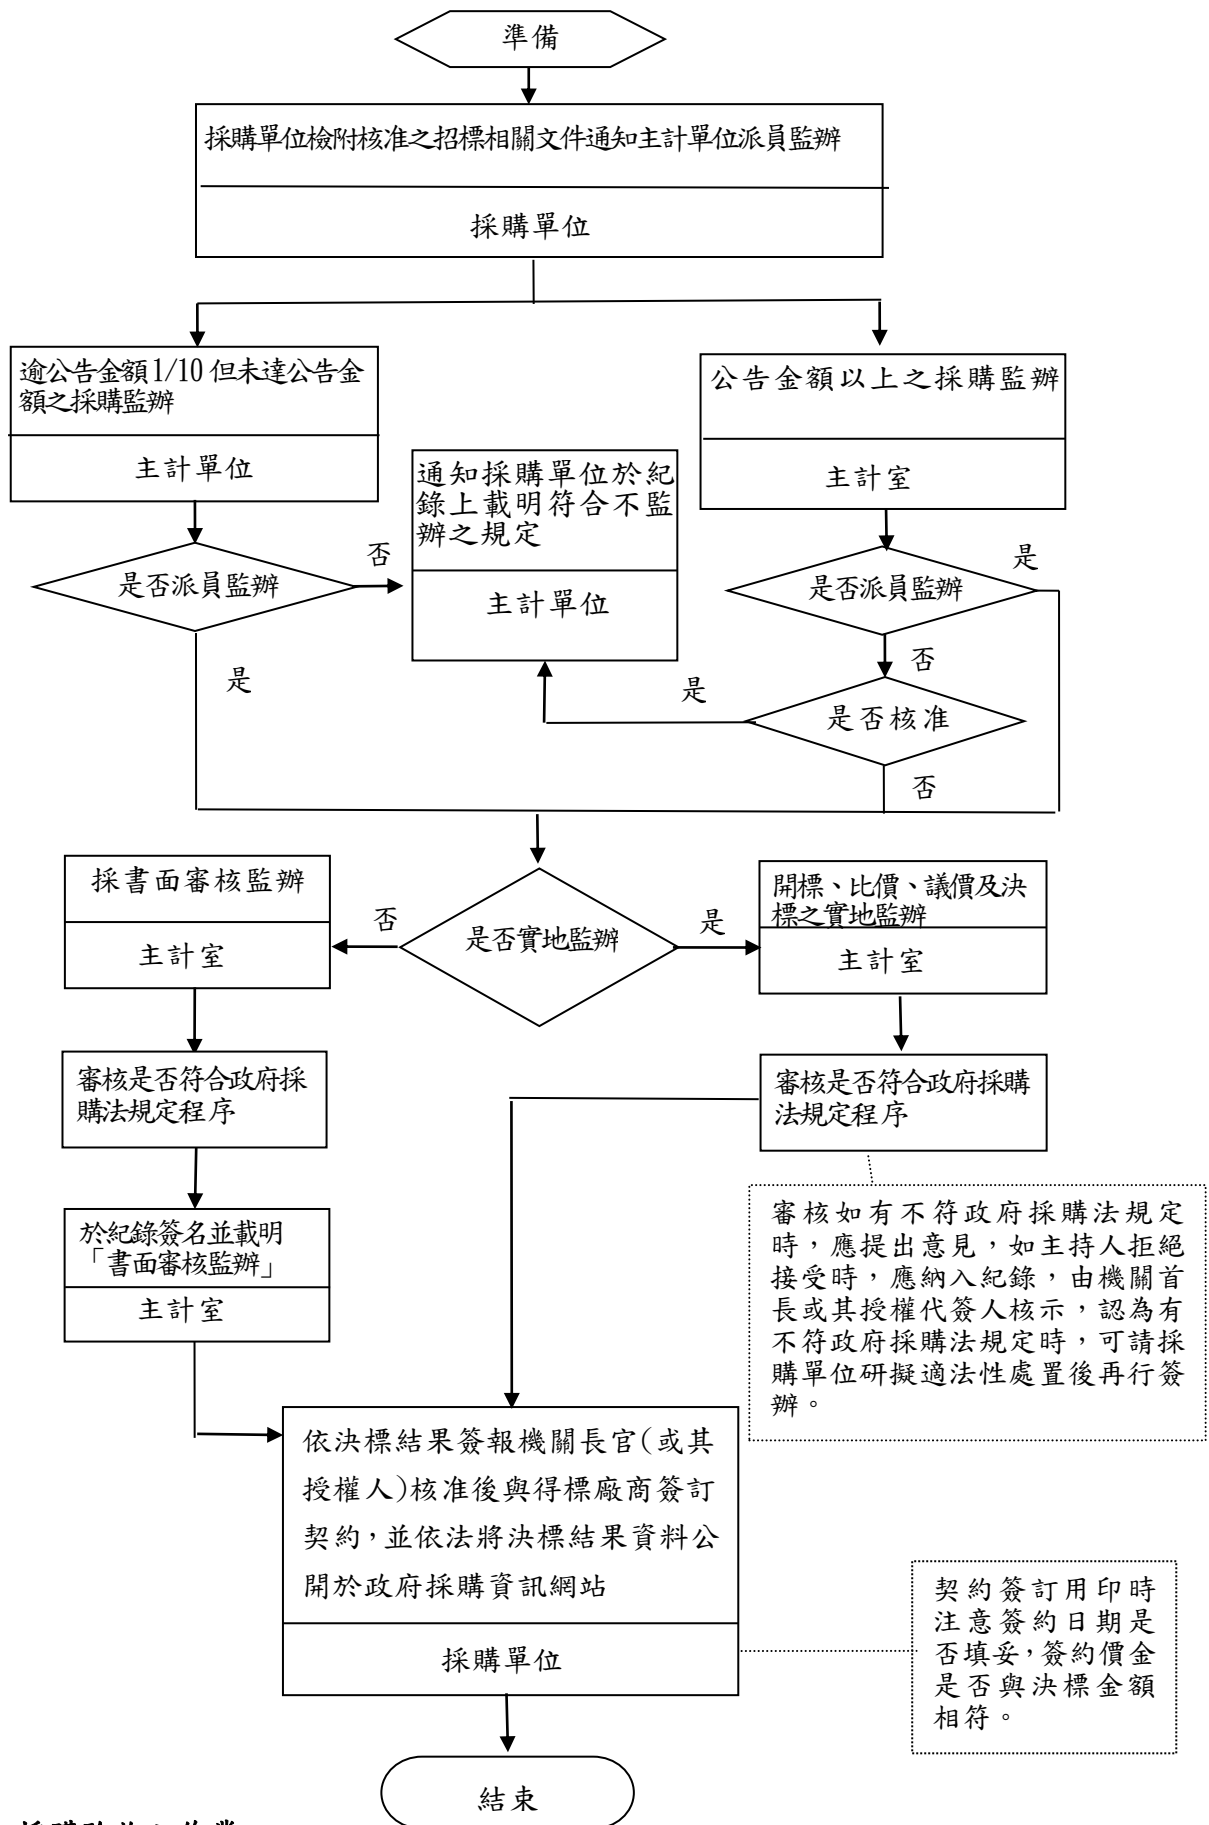 準備
採購單位檢附核准之招標相關文件通知主計單位派員監辦
採購單位
逾公告金額1/10但未達公告金
額之採購監辦
主計單位
公告金額以上之採購監辦
主計室
通知採購單位於紀
錄上載明符合不監
辦之規定
主計單位
是否派員監辦
否
是
是否派員監辦
是
否
是否核准
是
否
採書面審核監辦
主計室
否
是否實地監辦
是
開標、比價、議價及決
標之實地監辦
主計室
審核是否符合政府採
購法規定程序
審核是否符合政府採購
法規定程序
於紀錄簽名並載明
「書面審核監辦」
主計室
審核如有不符政府採購法規定
時，應提出意見，如主持人拒絕
接受時，應納入紀錄，由機關首
長或其授權代簽人核示，認為有
不符政府採購法規定時，可請採
購單位研擬適法性處置後再行簽
辦。
依決標結果簽報機關長官(或其
授權人)核准後與得標廠商簽訂
契約，並依法將決標結果資料公
開於政府採購資訊網站
採購單位
契約簽訂用印時
注意簽約日期是
否填妥，簽約價金
是否與決標金額
相符。
結束